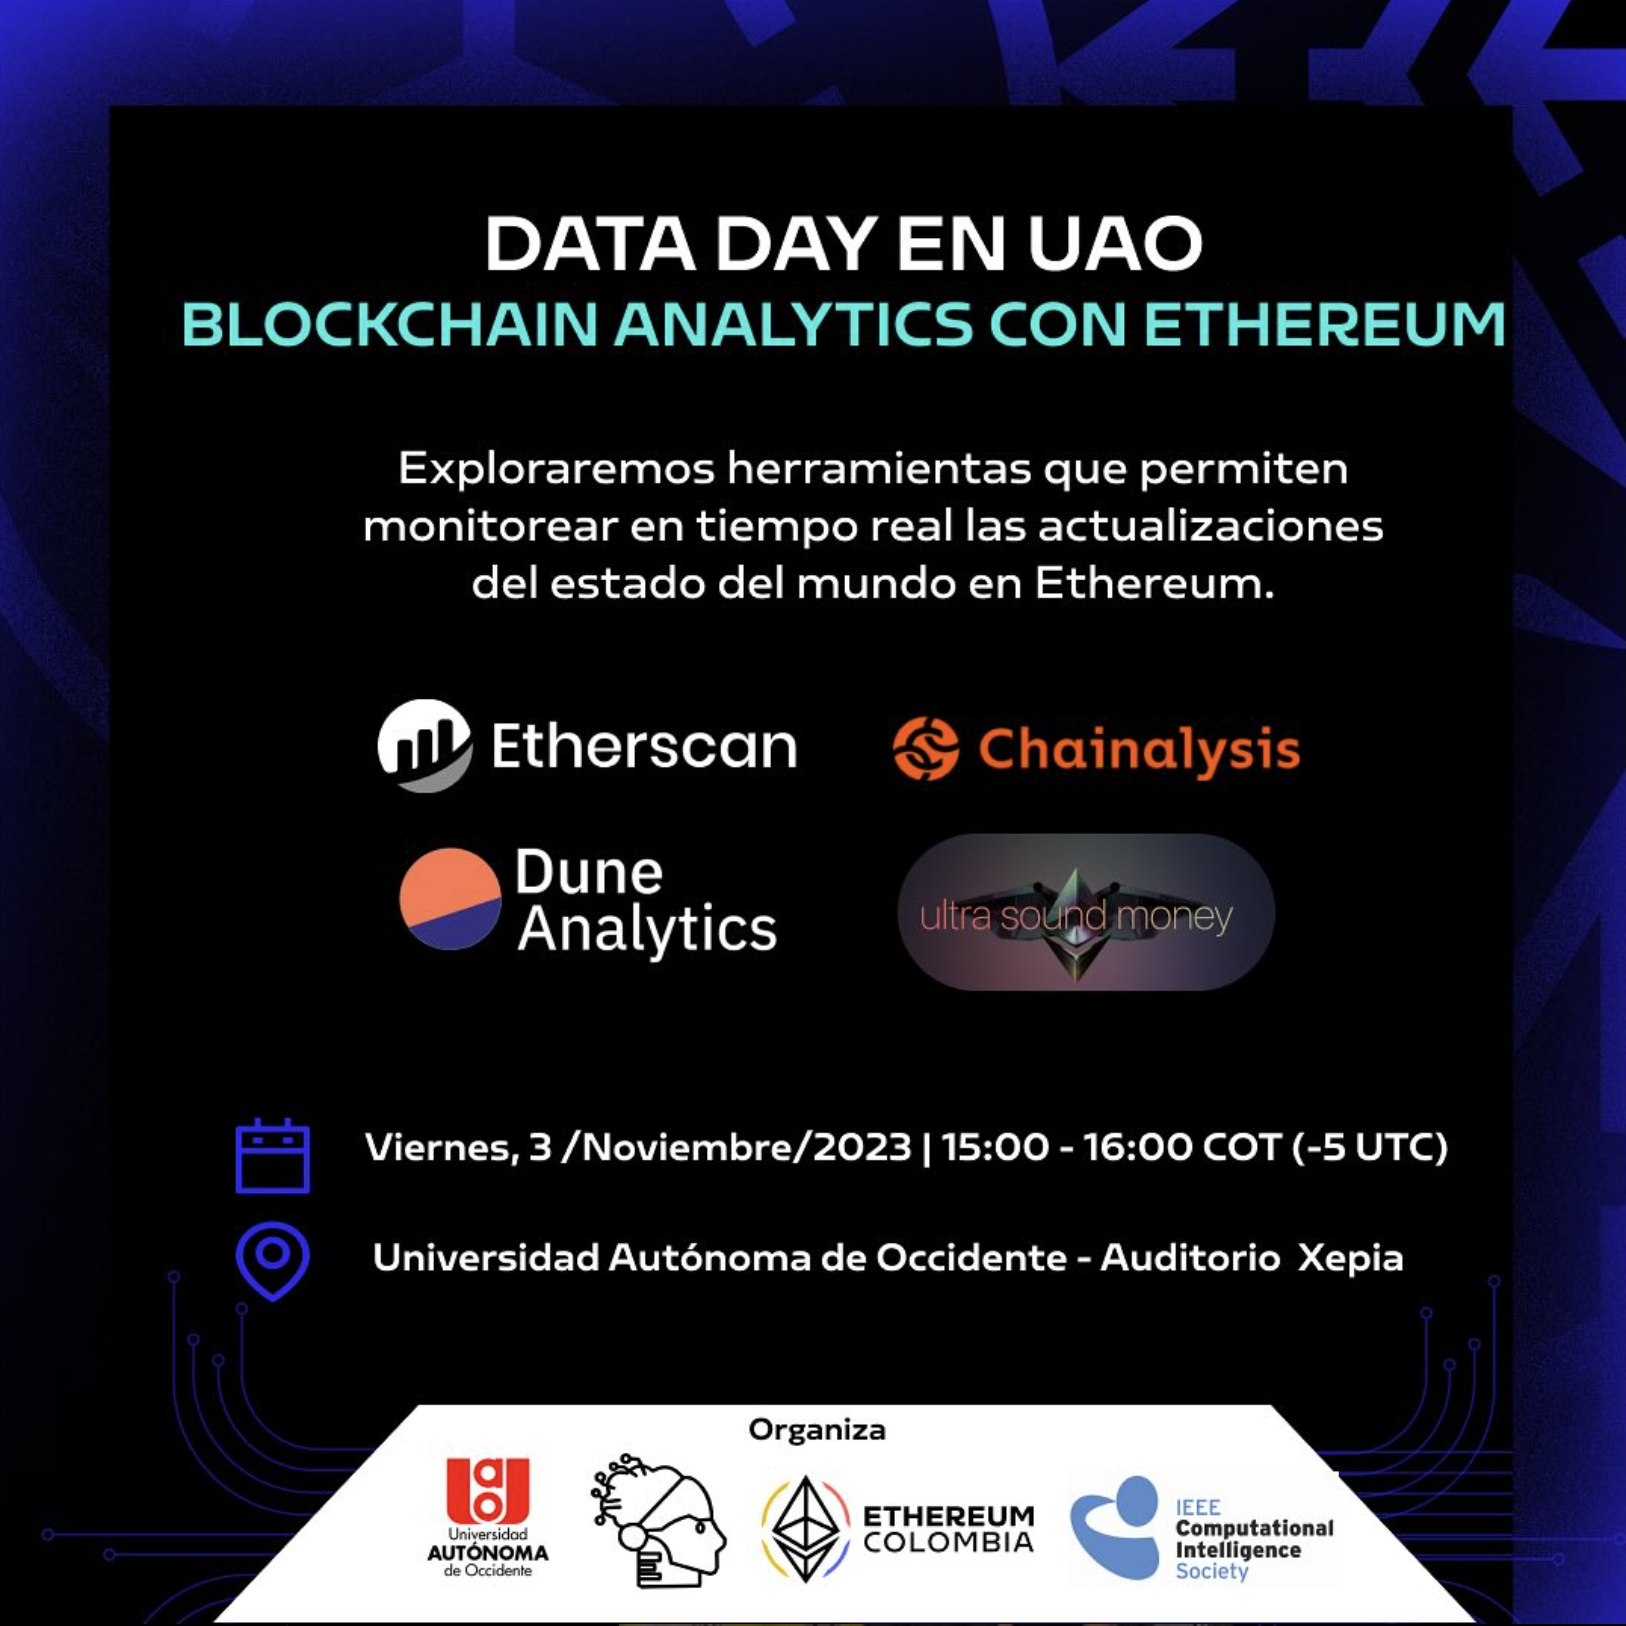 DATA DAY EN UAO
BLOCKCHAIN ANALYTICS CON ETHEREUM
Exploraremos herramientas que permiten
monitorear en tiempo real las actualizaciones
del estado del mundo en Ethereum.
Etherscan
Chainalysis
Dune
Analytics
ultra sound money
Viernes, 3 /Noviembre/2023 | 15:00 - 16:00 COT (-5 UTC)
Universidad Autónoma de Occidente - Auditorio Xepia
Organiza
uao
Universidad
AUTÓNOMA
de Occidente
ETHEREUM
COLOMBIA
IEEE
Computational
Intelligence
Society